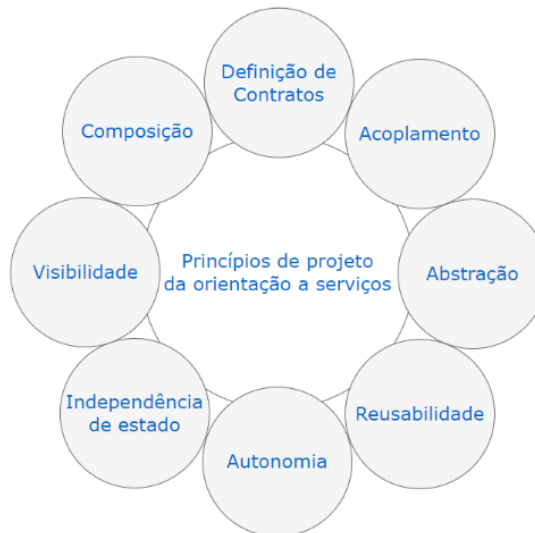 Definição de
Contratos
Acoplamento
Abstração
Reusabilidade
Autonomia
Independência
de estado
Visibilidade
Composição
Princípios de projeto
da orientação a serviços